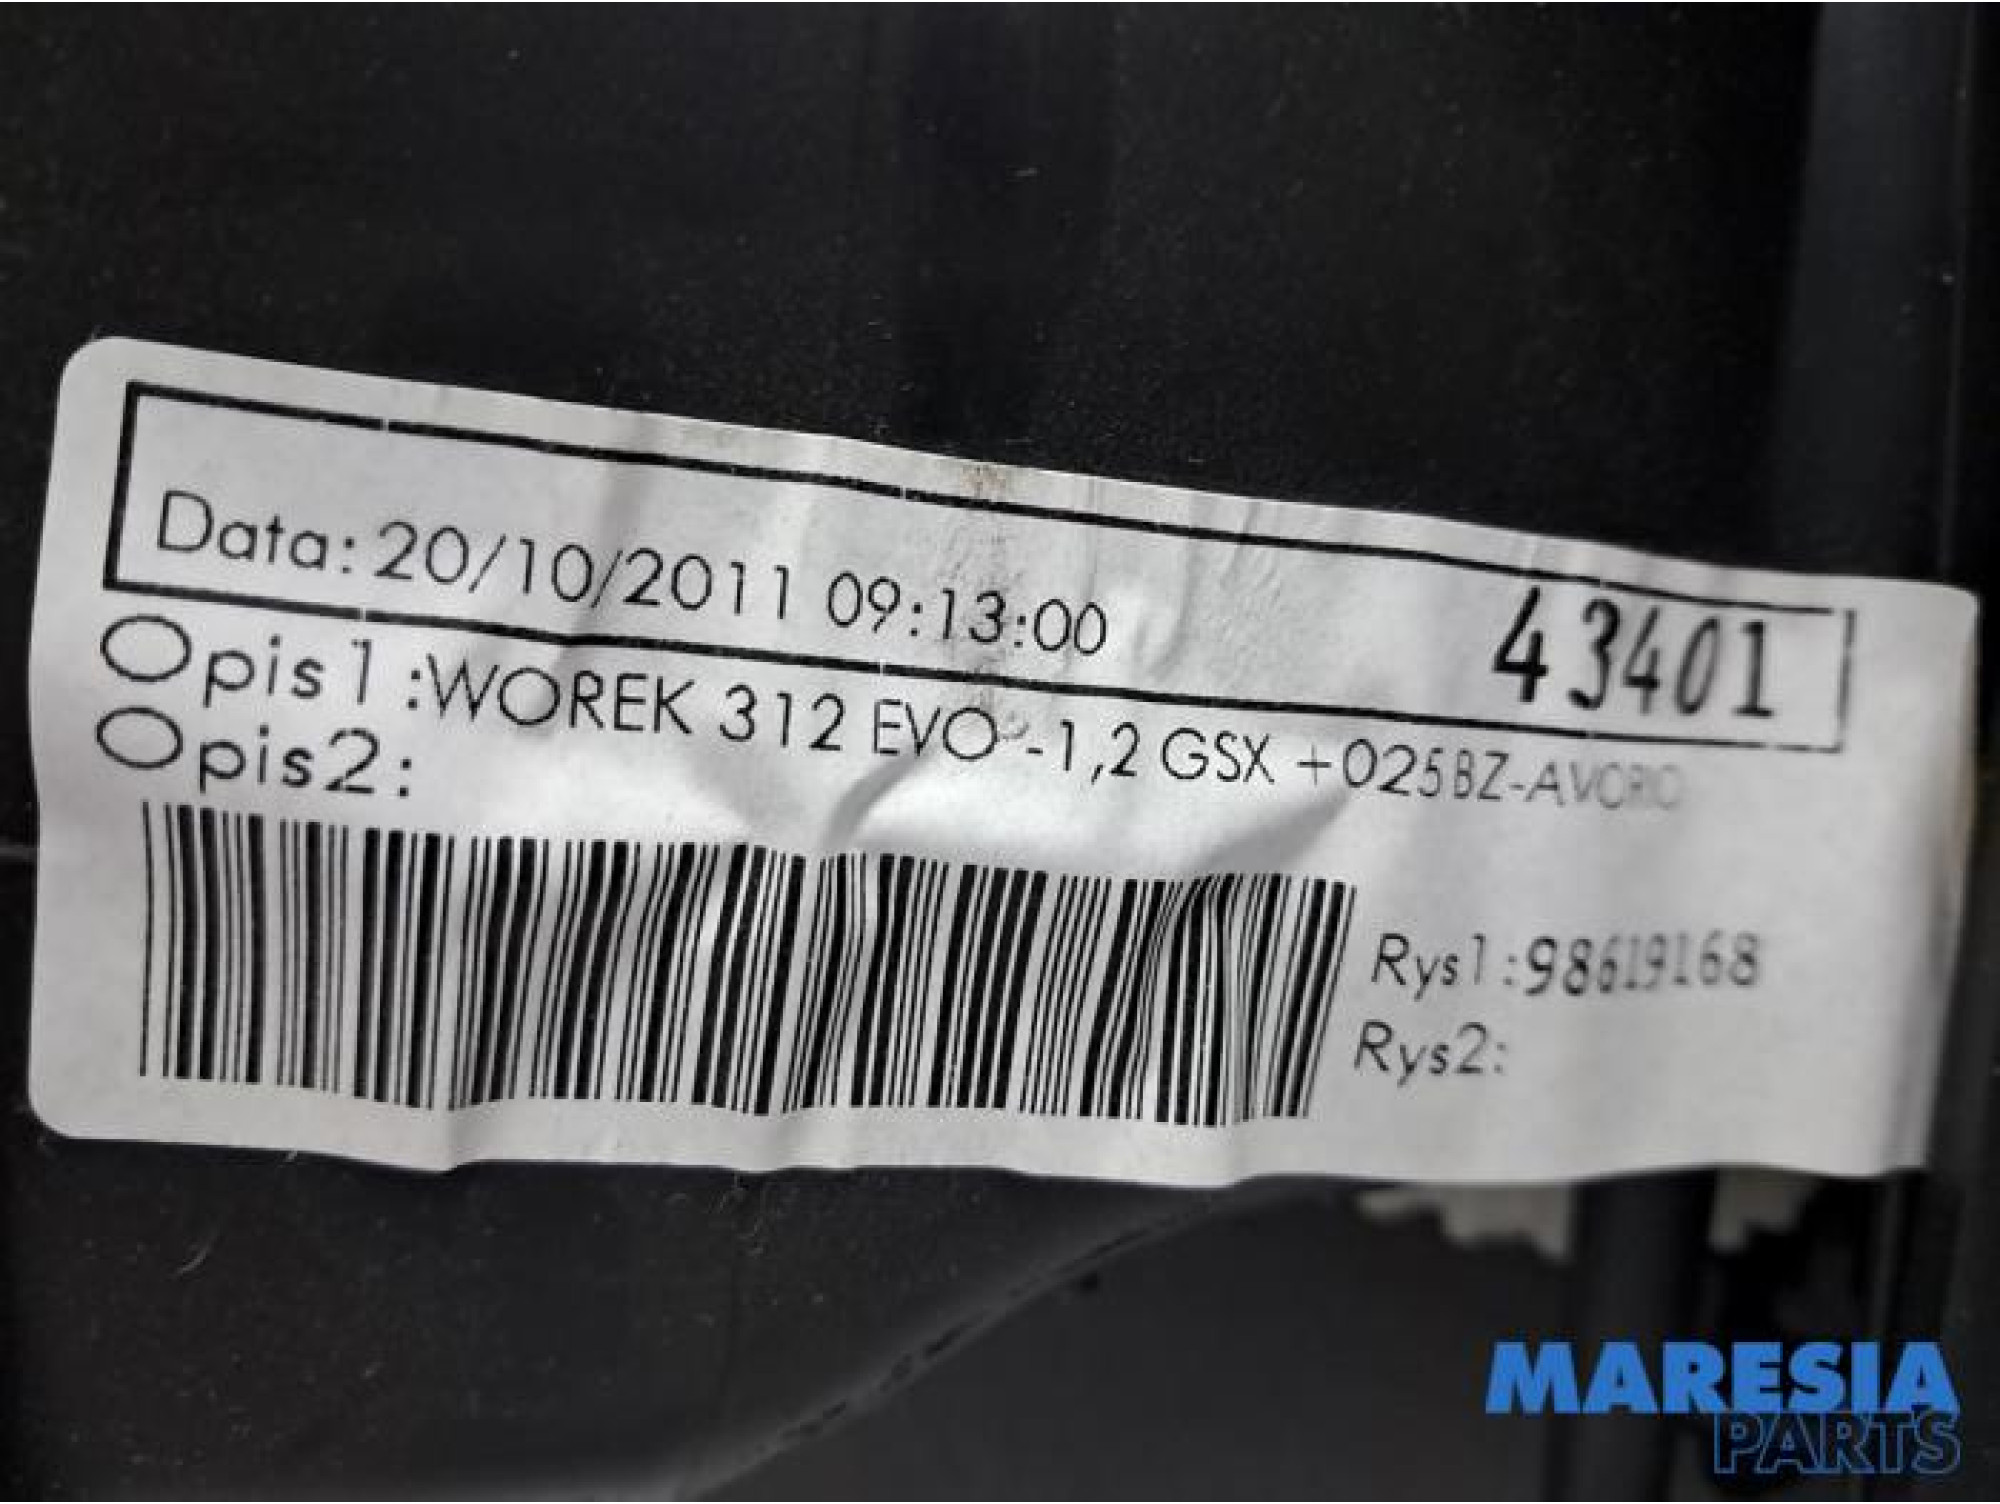 Data: 20/10/2011 09:13:00
43401
Opis1 :WOREK 312 EVO -1,2 GSX +025BZ-AVORO
Opis2:
Rys1:98619168
Rys2:
MARESIA
PARTS